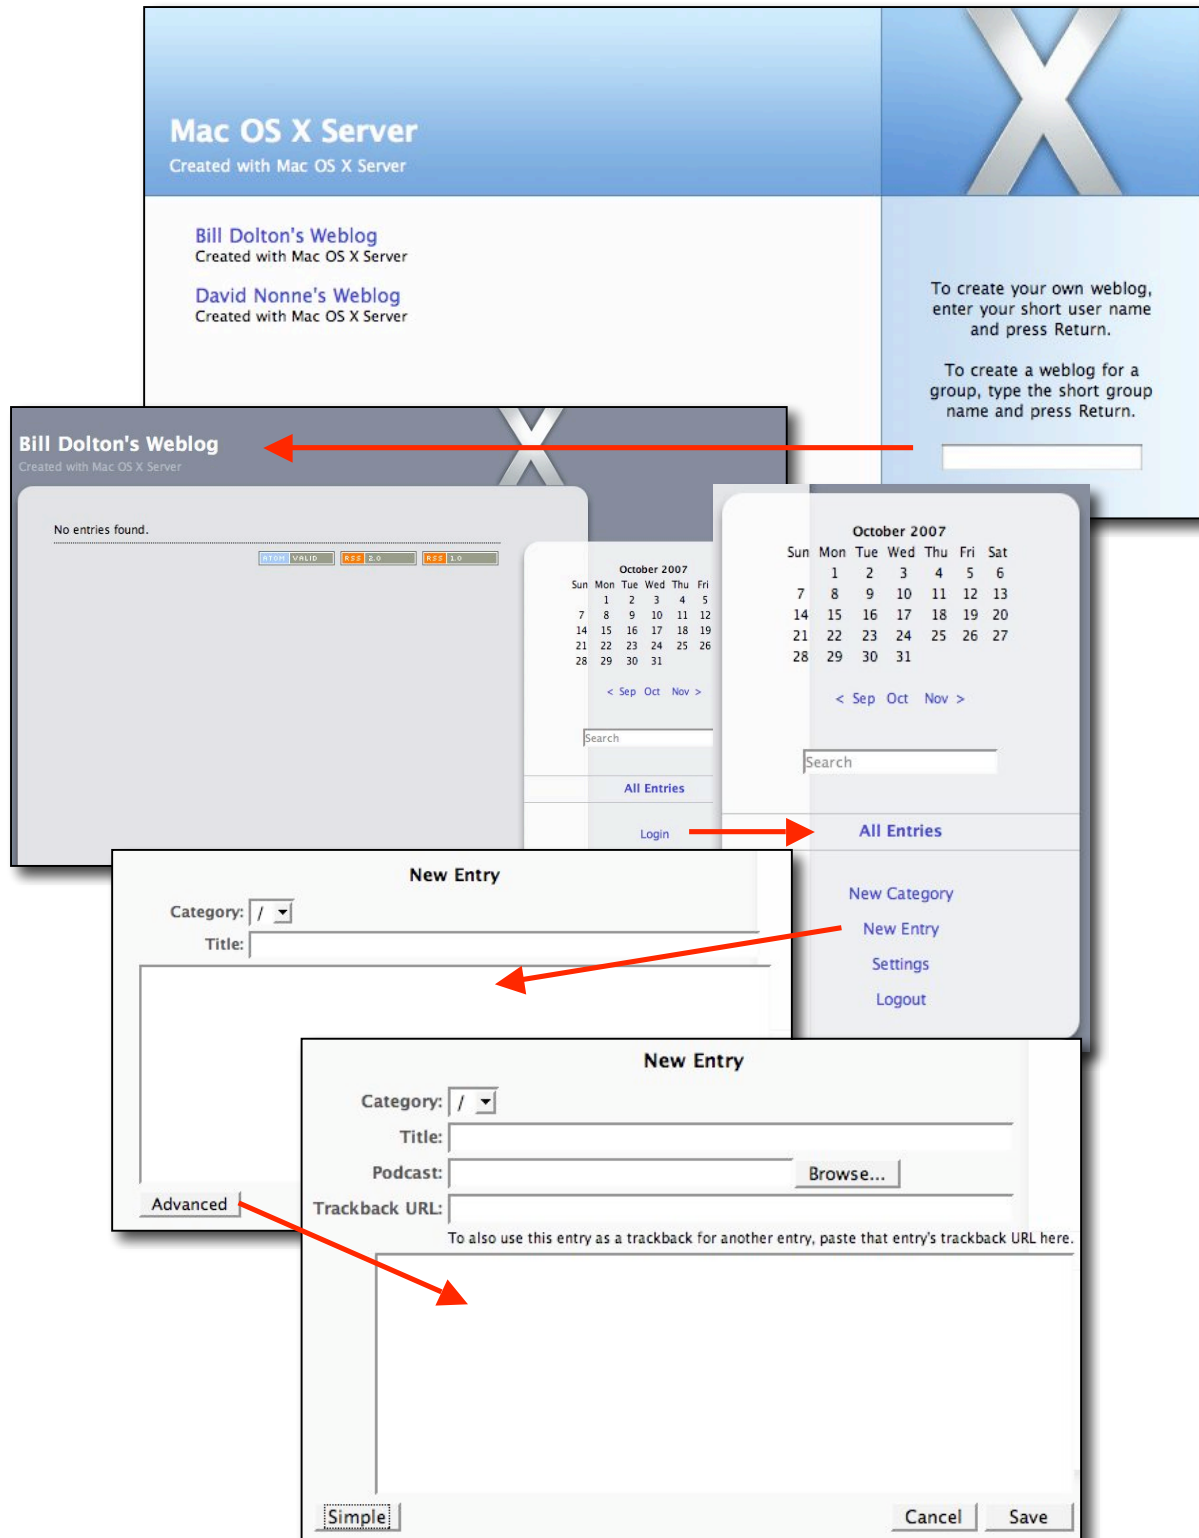 Mac OS X Server
Created with Mac OS X Server
Bill Dolton's Weblog
Created with Mac OS X Server
David Nonne's Weblog
Created with Mac OS X Server
To create your own weblog,
enter your short user name
and press Return.
To create a weblog for a
group, type the short group
name and press Return.
Bill Dolton's Weblog
Created with Mac OS X Server
No entries found.
ATOM VALID RSS 2.0 RSS 1.0
October 2007
Sun Mon Tue Wed Thu Fri
1 2 3 4 5
7 8 9 10 11 12
14 15 16 17 18 19
21 22 23 24 25 26
28 29 30 31
< Sep Oct Nov >
Search
All Entries
Login
October 2007
Sun Mon Tue Wed Thu Fri Sat
1 2 3 4 5 6
7 8 9 10 11 12 13
14 15 16 17 18 19 20
21 22 23 24 25 26 27
28 29 30 31
< Sep Oct Nov >
Search
All Entries
New Category
New Entry
Settings
Logout
New Entry
Category: /
Title:
Advanced
New Entry
Category: /
Title:
Podcast: Browse...
Trackback URL:
To also use this entry as a trackback for another entry, paste that entry's trackback URL here.
Simple Cancel Save